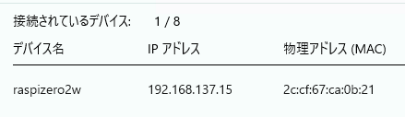 接続されているデバイス: 1 / 8
デバイス名 IP アドレス 物理アドレス (MAC)
raspizero2w 192.168.137.15 2c:cf:67:ca:0b:21